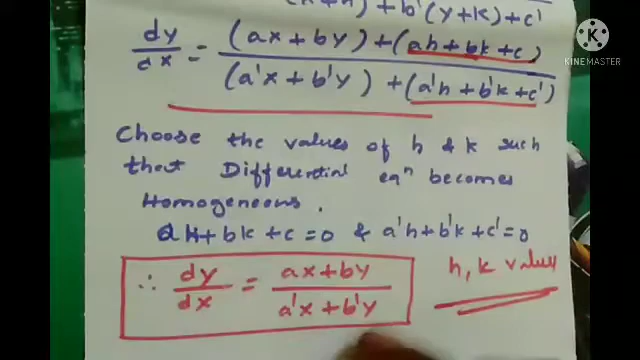 (x+h) + b'(y+k) + c'
dy/dx = (ax+by) + (ah+bk+c) / (a'x+b'y) + (a'h+b'k+c')
KINEMASTER
Choose the values of h & k such
that Differential eqⁿ becomes
Homogeneous.
ah+bk+c=0 & a'h+b'k+c'=0
∴ dy/dx = ax+by / a'x+b'y
h, k values